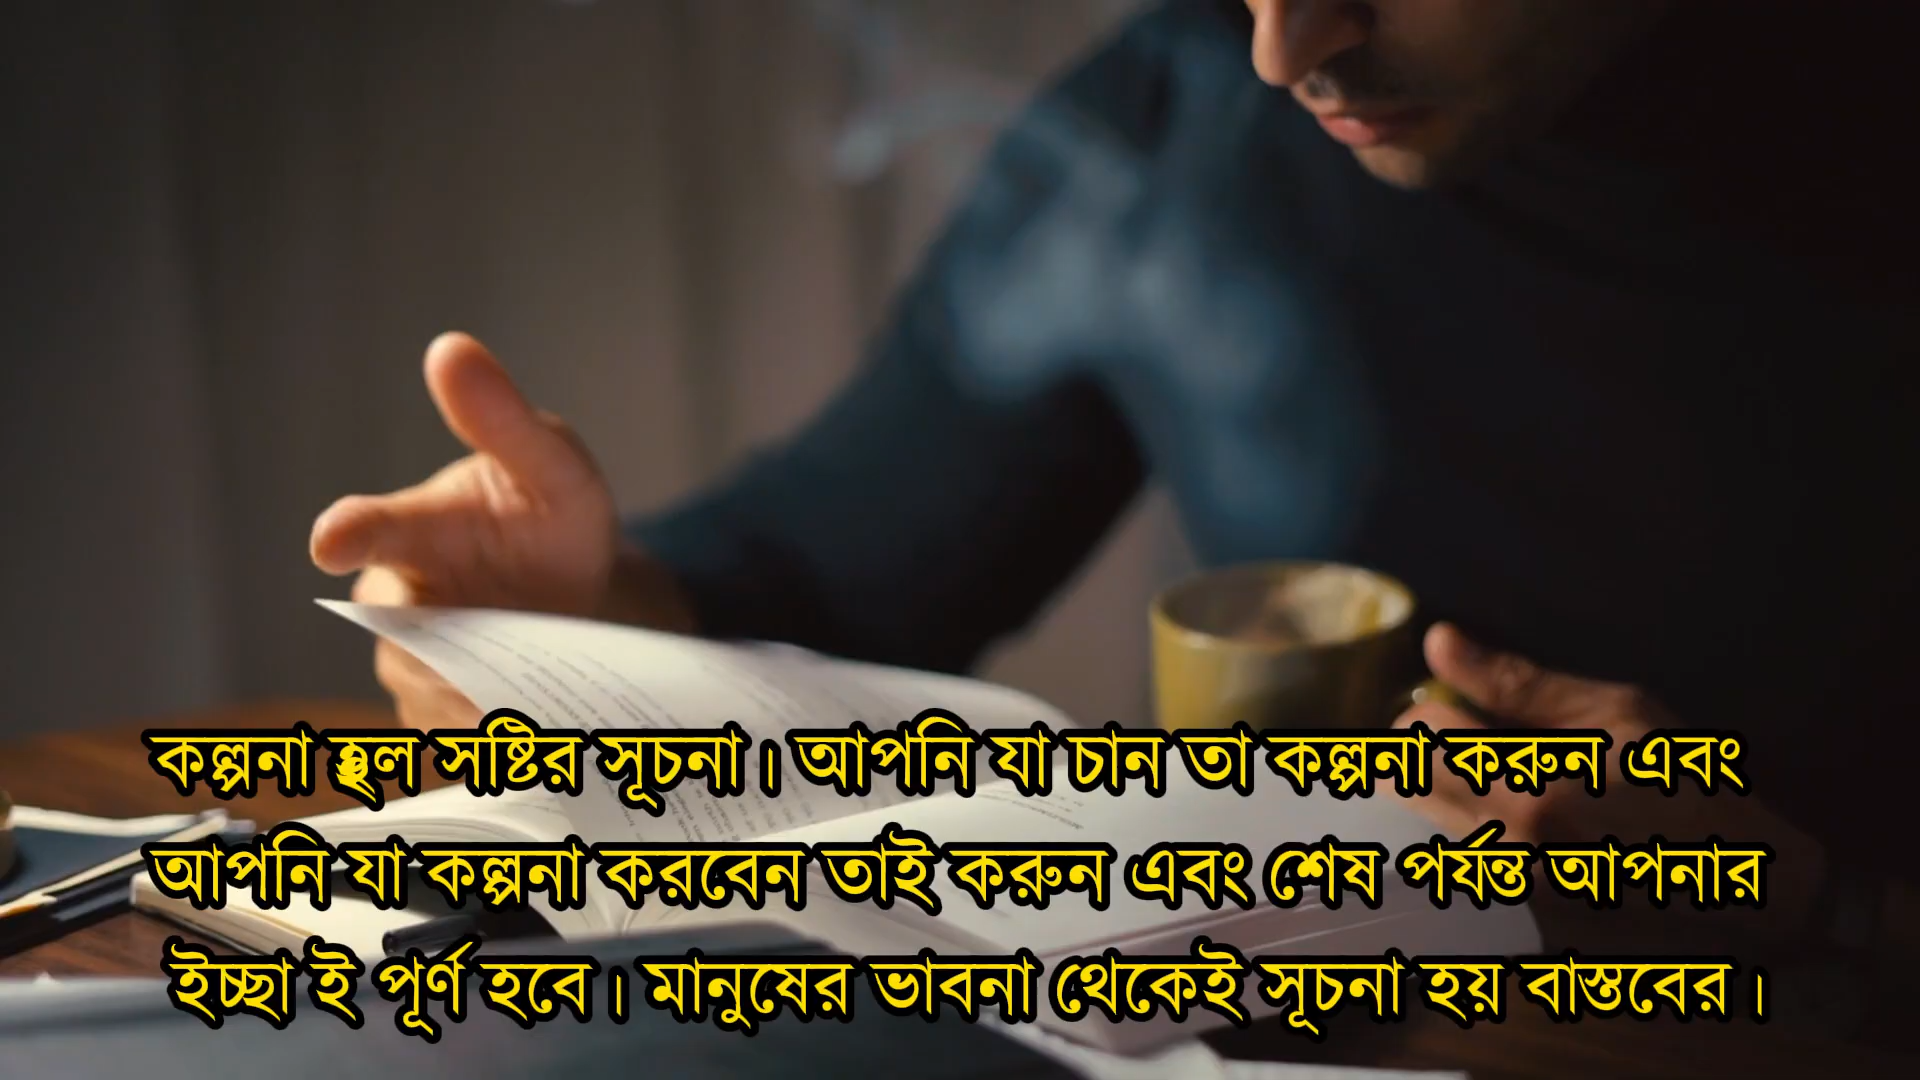 কল্পনা হল সষ্টির সূচনা। আপনি যা চান তা কল্পনা করুন এবং
আপনি যা কল্পনা করবেন তাই করুন এবং শেষ পর্যন্ত আপনার
ইচ্ছা ই পূর্ণ হবে। মানুষের ভাবনা থেকেই সূচনা হয় বাস্তবের।